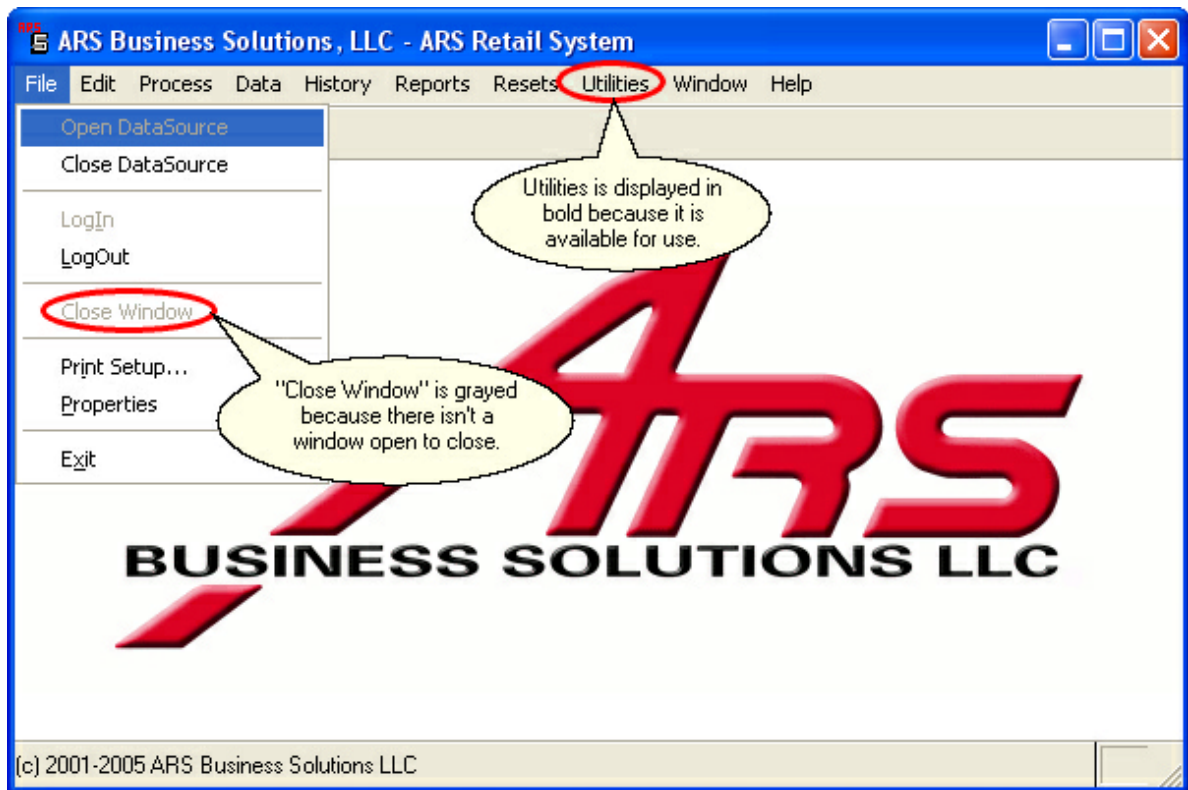 ARS Business Solutions, LLC - ARS Retail System
File Edit Process Data History Reports Resets Utilities Window Help
Open DataSource
Close DataSource
LogIn
LogOut
Close Window
Print Setup...
Properties
Exit
Utilities is displayed in
bold because it is
available for use.
"Close Window" is grayed
because there isn't a
window open to close.
ARS
BUSINESS SOLUTIONS LLC
(c) 2001-2005 ARS Business Solutions LLC